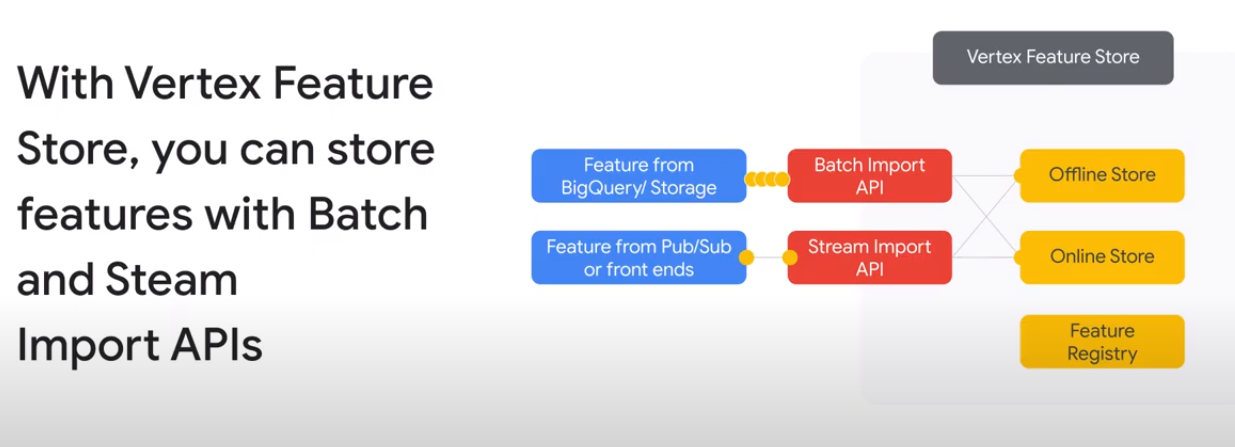 With Vertex Feature
Store, you can store
features with Batch
and Steam
Import APIs
Vertex Feature Store
Feature from
BigQuery/ Storage
Batch Import
API
Offline Store
Feature from Pub/Sub
or front ends
Stream Import
API
Online Store
Feature
Registry